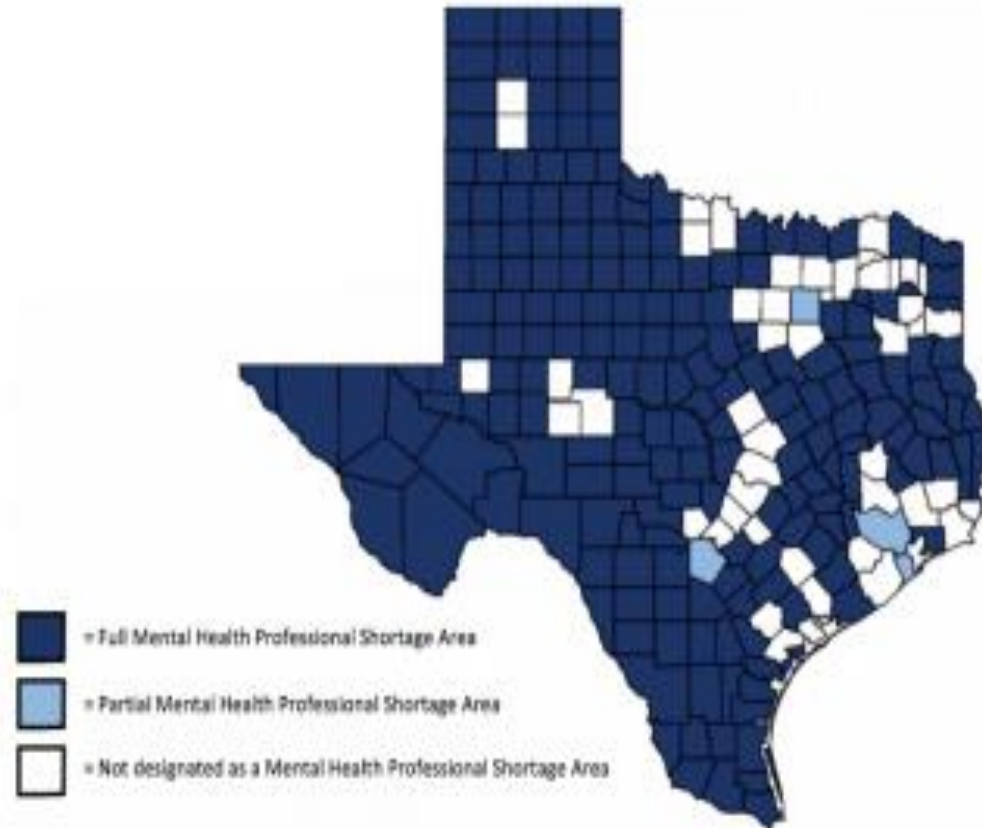 = Full Mental Health Professional Shortage Area
= Partial Mental Health Professional Shortage Area
= Not designated as a Mental Health Professional Shortage Area